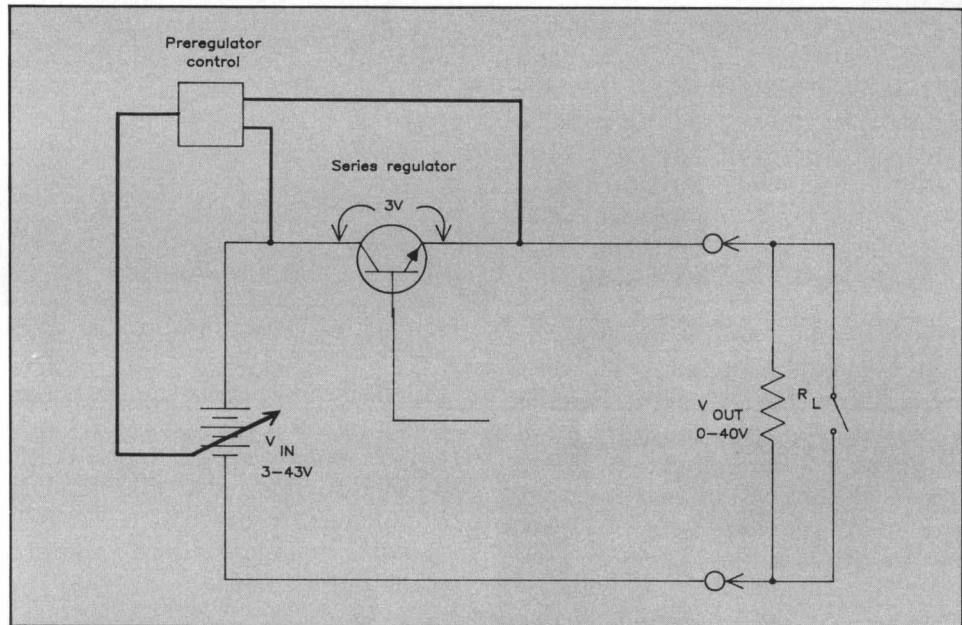 Preregulator
control
Series regulator
3V
V IN
3–43V
V OUT
0–40V
R L